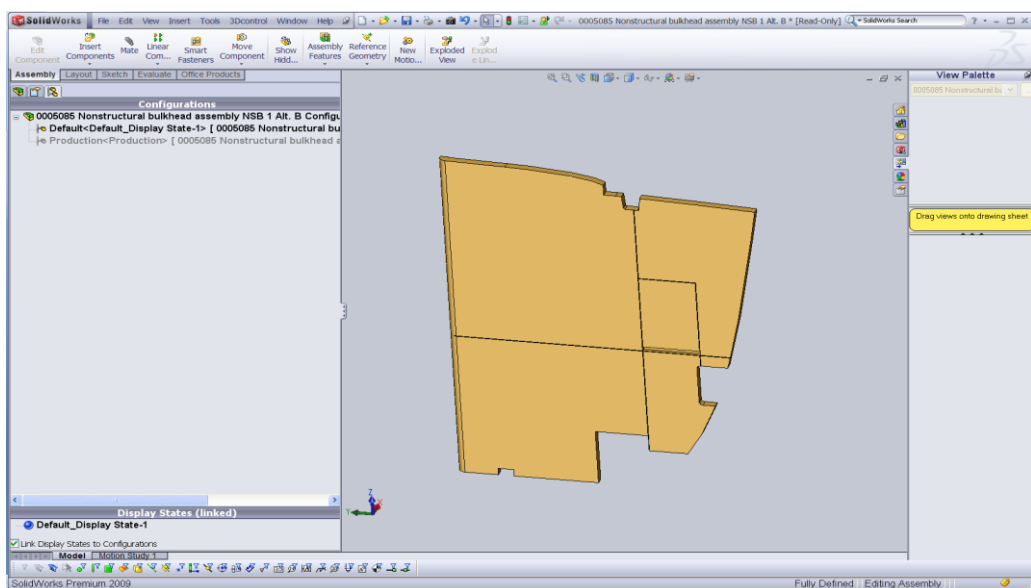 SolidWorks File Edit View Insert Tools 3Dcontrol Window Help 0005085 Nonstructural bulkhead assembly NSB 1 Alt. B * [Read-Only] SolidWorks Search
Edit Component
Insert Components
Mate
Linear Com...
Smart Fasteners
Move Component
Show Hidd...
Assembly Features
Reference Geometry
New Motio...
Exploded View
Explod e Lin...
Assembly Layout Sketch Evaluate Office Products
View Palette
Configurations
0005085 Nonstructural bulkhead assembly NSB 1 Alt. B Configu
Default<Default_Display State-1> [ 0005085 Nonstructural bu
Production<Production> [ 0005085 Nonstructural bulkhead a
0005085 Nonstructural bu
Drag views onto drawing sheet
Z
X
Y
Display States (linked)
Default_Display State-1
Link Display States to Configurations
Model Motion Study 1
SolidWorks Premium 2009 Fully Defined Editing Assembly